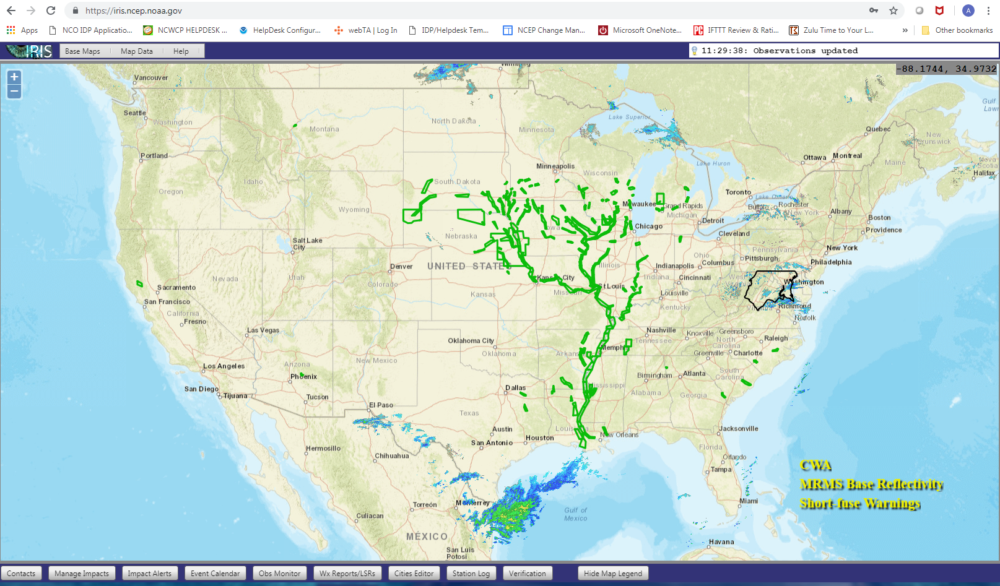 https://iris.ncep.noaa.gov
A
Apps
NCO IDP Applicatio...
NCWCP HELPDESK ...
HelpDesk Configur...
webTA | Log In
IDP/Helpdesk Tem...
NCEP Change Man...
Microsoft OneNote...
IFTTT Review & Rati...
Zulu Time to Your L...
»
Other bookmarks
IRIS
Base Maps
Map Data
Help
11:29:38: Observations updated
-88.1744, 34.9732
+
−
Winnipeg
Vancouver
Gulf
Lawr
Seattle
Washington
North Dakota
Montana
Minnesota
Lake Superior
Quebec
New
Brunswick
Portland
Ottawa
Montreal
Maine
Nova
Scotia
Halifax
Lake Huron
Minneapolis
Wisconsin
Oregon
Idaho
South Dakota
Toronto
Lake Ontario
Wyoming
Milwaukee
Grand Rapids
Michigan
Buffalo
Rochester
New York
Albany
Boston
Providence
Detroit
Chicago
Iowa
Cleveland
Salt Lake
City
Nebraska
Pennsylvania
New York
Pittsburgh
Philadelphia
Ohio
Columbus
Indianapolis
Illinois
Denver
UNITED STATES
Nevada
Utah
Colorado
Kansas City
Kansas
Missouri
St Louis
Indiana
Cincinnati
Louisville
Kentucky
West
Virginia
Washington
Virginia
Richmond
Norfolk
Sacramento
San Francisco
California
Fresno
Las Vegas
Oklahoma City
Oklahoma
Arkansas
Memphis
Nashville
Tennessee
Knoxville
Greensboro
North
Carolina
Raleigh
Greenville
Charlotte
Los Angeles
Arizona
New Mexico
Phoenix
San Diego
Tijuana
Tucson
Dallas
Mississippi
Birmingham
Alabama
Atlanta
South
Carolina
Georgia
El Paso
Texas
Louisiana
Austin
Houston
San Antonio
New Orleans
Jacksonville
Florida
Hermosillo
Chihuahua
Orlando
Tampa
CWA
MRMS Base Reflectivity
Short-fuse Warnings
Miami
Monterrey
Torreón
Culiacan
Gulf of
Mexico
MÉXICO
San Luis
Potosi
Havana
Contacts
Manage Impacts
Impact Alerts
Event Calendar
Obs Monitor
Wx Reports/LSRs
Cities Editor
Station Log
Verification
Hide Map Legend